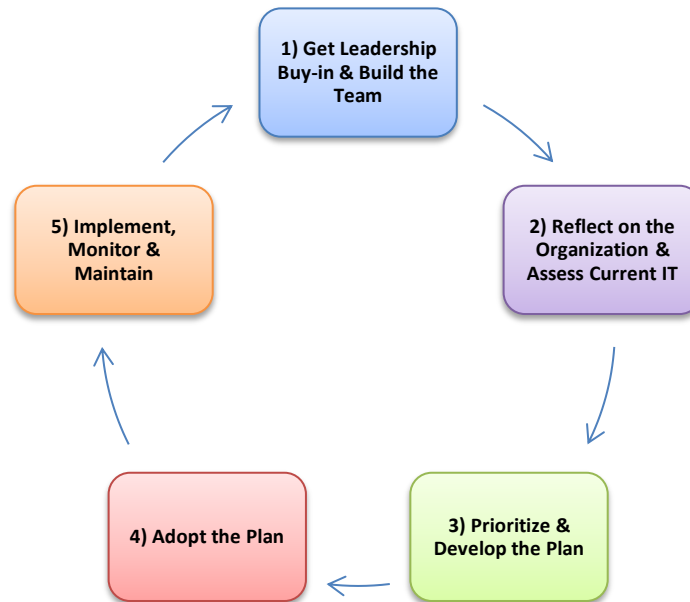 1) Get Leadership
Buy-in & Build the
Team
2) Reflect on the
Organization &
Assess Current IT
3) Prioritize &
Develop the Plan
4) Adopt the Plan
5) Implement,
Monitor &
Maintain